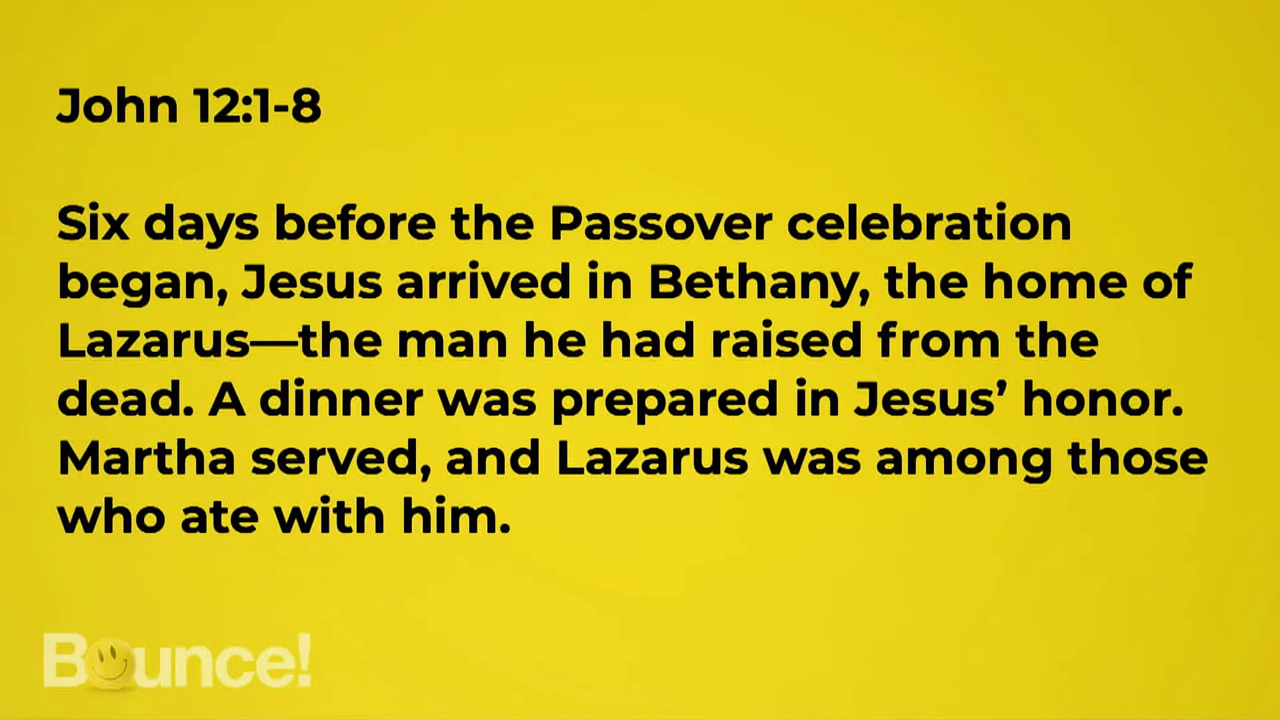 John 12:1-8
Six days before the Passover celebration
began, Jesus arrived in Bethany, the home of
Lazarus—the man he had raised from the
dead. A dinner was prepared in Jesus’ honor.
Martha served, and Lazarus was among those
who ate with him.
Bounce!